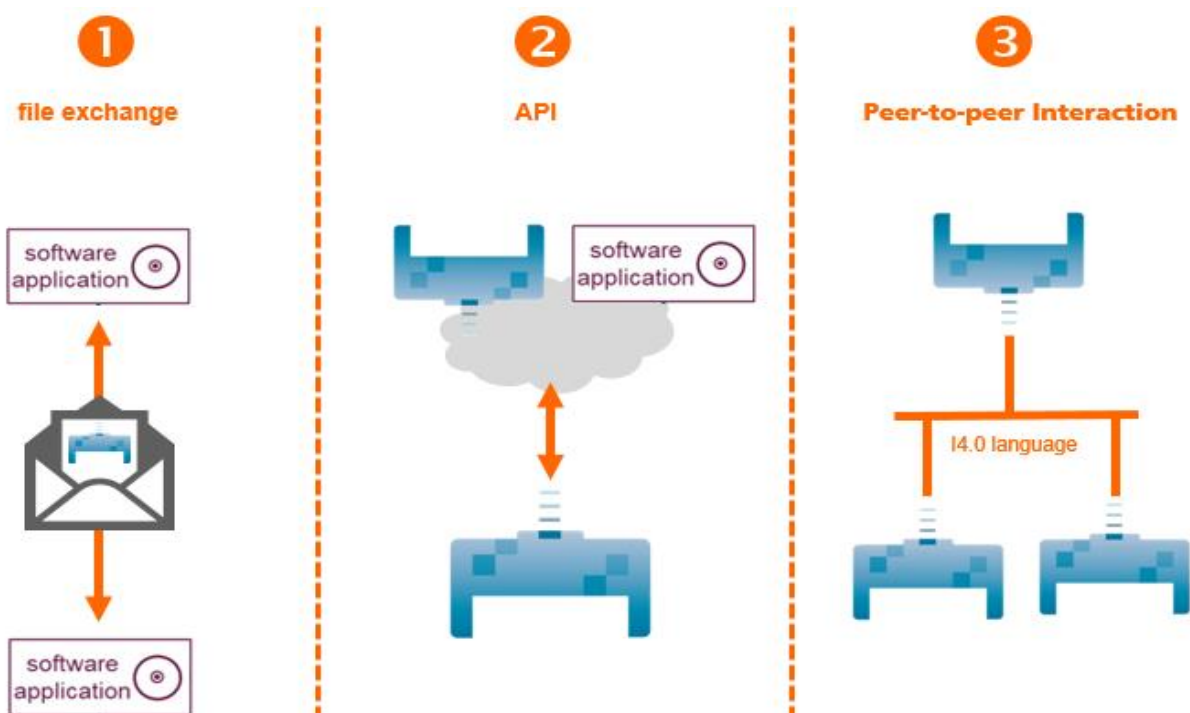 1
file exchange
software
application
software
application
2
API
software
application
3
Peer-to-peer Interaction
I4.0 language